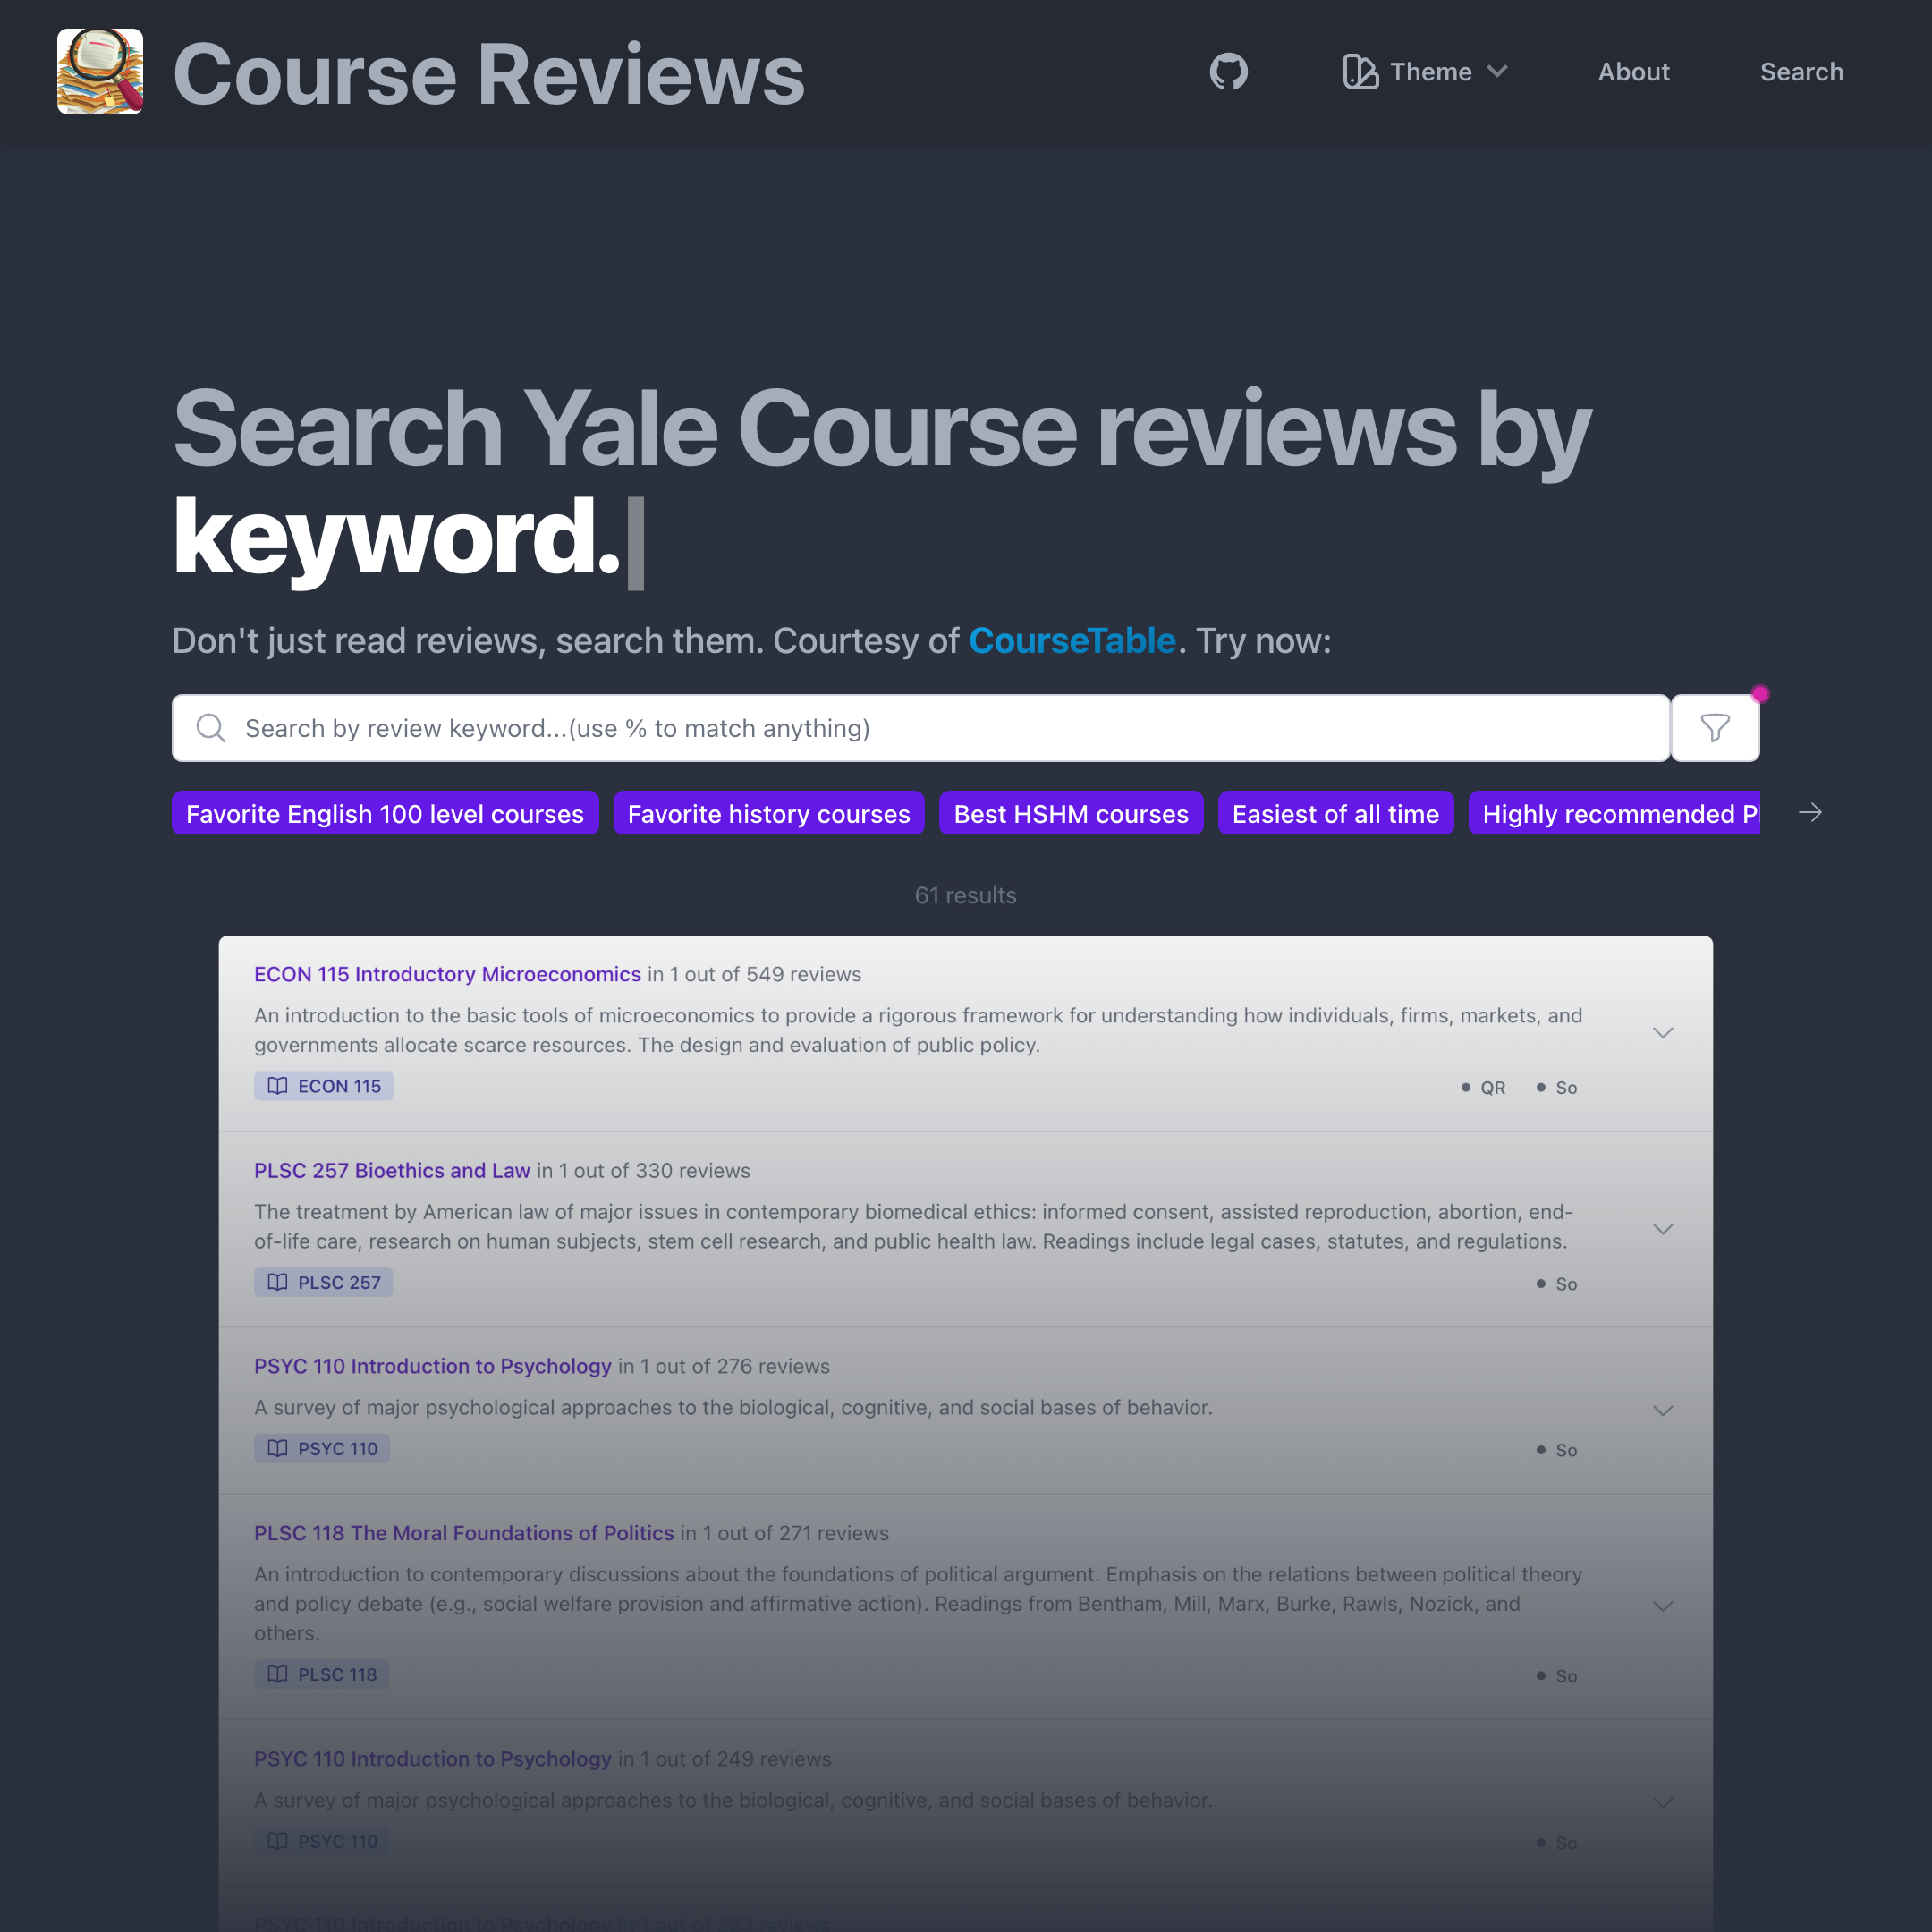 Course Reviews
Theme
About
Search
Search Yale Course reviews by
keyword.
Don't just read reviews, search them. Courtesy of CourseTable. Try now:
Search by review keyword...(use % to match anything)
Favorite English 100 level courses
Favorite history courses
Best HSHM courses
Easiest of all time
Highly recommended P
61 results
ECON 115 Introductory Microeconomics in 1 out of 549 reviews
An introduction to the basic tools of microeconomics to provide a rigorous framework for understanding how individuals, firms, markets, and
governments allocate scarce resources. The design and evaluation of public policy.
ECON 115
QR
So
PLSC 257 Bioethics and Law in 1 out of 330 reviews
The treatment by American law of major issues in contemporary biomedical ethics: informed consent, assisted reproduction, abortion, end-
of-life care, research on human subjects, stem cell research, and public health law. Readings include legal cases, statutes, and regulations.
PLSC 257
So
PSYC 110 Introduction to Psychology in 1 out of 276 reviews
A survey of major psychological approaches to the biological, cognitive, and social bases of behavior.
PSYC 110
So
PLSC 118 The Moral Foundations of Politics in 1 out of 271 reviews
An introduction to contemporary discussions about the foundations of political argument. Emphasis on the relations between political theory
and policy debate (e.g., social welfare provision and affirmative action). Readings from Bentham, Mill, Marx, Burke, Rawls, Nozick, and
others.
PLSC 118
So
PSYC 110 Introduction to Psychology in 1 out of 249 reviews
A survey of major psychological approaches to the biological, cognitive, and social bases of behavior.
PSYC 110
So
PSYC 110 Introduction to Psychology in 1 out of 223 reviews